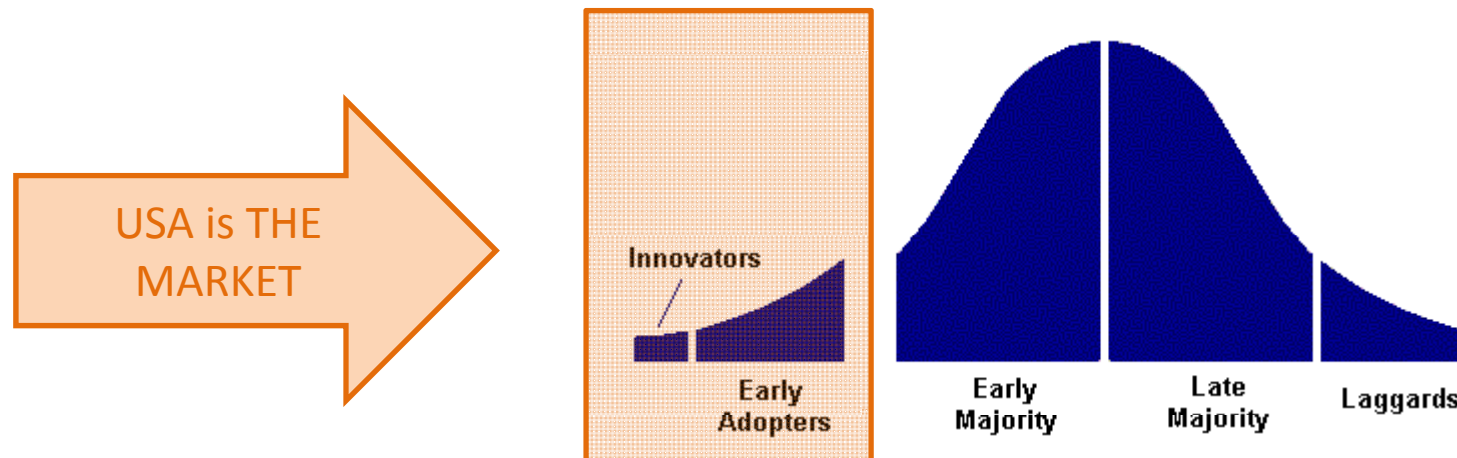 USA is THE
MARKET
Innovators
Early
Adopters
Early
Majority
Late
Majority
Laggards